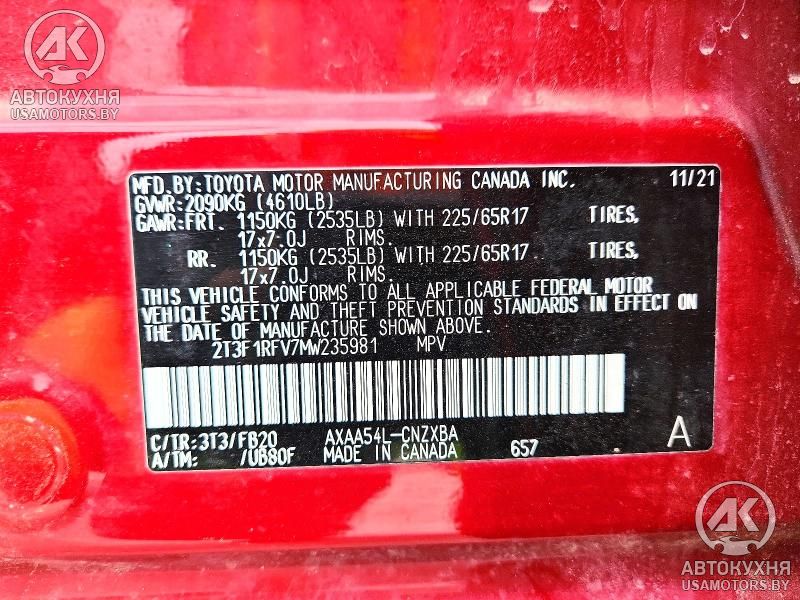 AK
АВТОКУХНЯ
USAMOTORS.BY
MFD.BY:TOYOTA MOTOR MANUFACTURING CANADA INC. 11/21
GVWR:2090KG (4610LB)
GAWR:FRT. 1150KG (2535LB) WITH 225/65R17 TIRES,
17x7.0J RIMS.
RR. 1150KG (2535LB) WITH 225/65R17 TIRES,
17x7.0J RIMS.
THIS VEHICLE CONFORMS TO ALL APPLICABLE FEDERAL MOTOR
VEHICLE SAFETY AND THEFT PREVENTION STANDARDS IN EFFECT ON
THE DATE OF MANUFACTURE SHOWN ABOVE.
2T3F1RFV7MW235981 MPV
C/TR:3T3/FB20 AXAA54L-CNZXBA
A/TM: /UB80F MADE IN CANADA 657 A
AK
АВТОКУХНЯ
USAMOTORS.BY